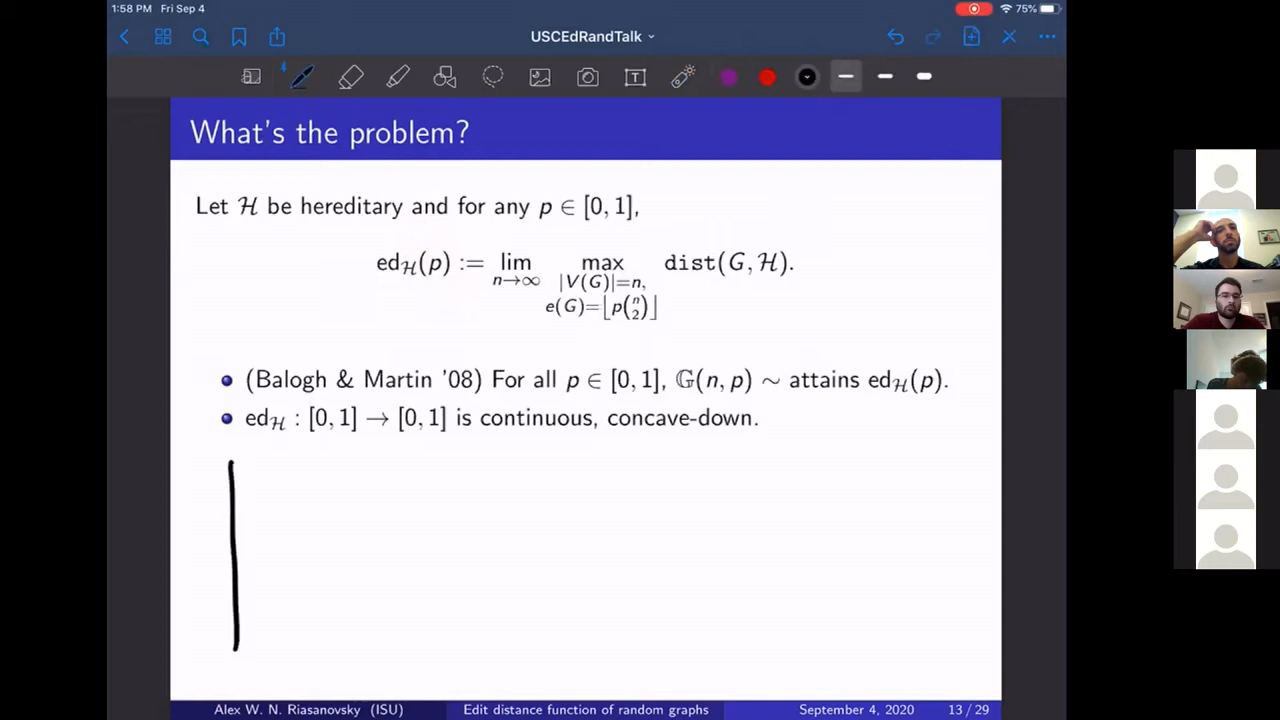 1:58 PM Fri Sep 4
75%
USCEdRandTalk
What's the problem?
Let ℋ be hereditary and for any p ∈ [0, 1],
ed_ℋ(p) := lim_{n→∞} max_{|V(G)|=n, e(G)=⌊p(n 2)⌋} dist(G, ℋ).
(Balogh & Martin '08) For all p ∈ [0, 1], 𝔾(n, p) ∼ attains ed_ℋ(p).
ed_ℋ : [0, 1] → [0, 1] is continuous, concave-down.
Alex W. N. Riasanovsky (ISU) Edit distance function of random graphs September 4, 2020 13 / 29